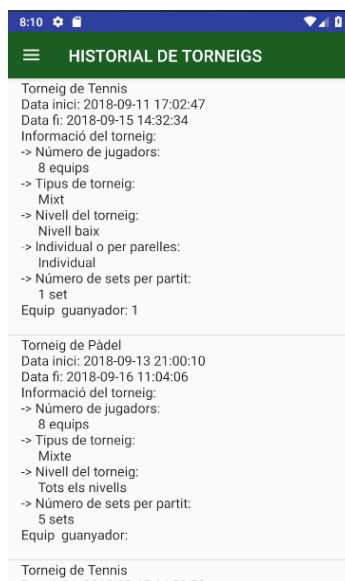 8:10
HISTORIAL DE TORNEIGS
Torneig de Tennis
Data inici: 2018-09-11 17:02:47
Data fi: 2018-09-15 14:32:34
Informació del torneig:
-> Número de jugadors:
8 equips
-> Tipus de torneig:
Mixt
-> Nivell del torneig:
Nivell baix
-> Individual o per parelles:
Individual
-> Número de sets per partit:
1 set
Equip guanyador: 1
Torneig de Pàdel
Data inici: 2018-09-13 21:00:10
Data fi: 2018-09-16 11:04:06
Informació del torneig:
-> Número de jugadors:
8 equips
-> Tipus de torneig:
Mixte
-> Nivell del torneig:
Tots els nivells
-> Número de sets per partit:
5 sets
Equip guanyador:
Torneig de Tennis